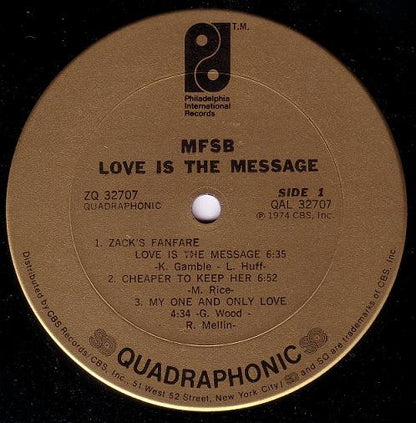 T.M.
Philadelphia
International
Records
MFSB
LOVE IS THE MESSAGE
ZQ 32707
QUADRAPHONIC
SIDE 1
QAL 32707
℗ 1974 CBS, Inc.
1. ZACK'S FANFARE
LOVE IS THE MESSAGE 6:35
-K. Gamble - L. Huff-
2. CHEAPER TO KEEP HER 6:52
-M. Rice-
3. MY ONE AND ONLY LOVE
4:34 -G. Wood -
R. Mellin-
SQ QUADRAPHONIC SQ
Distributed by CBS Records/CBS, Inc., 51 West 52 Street, New York City/ SQ and SQ are trademarks of CBS, Inc.